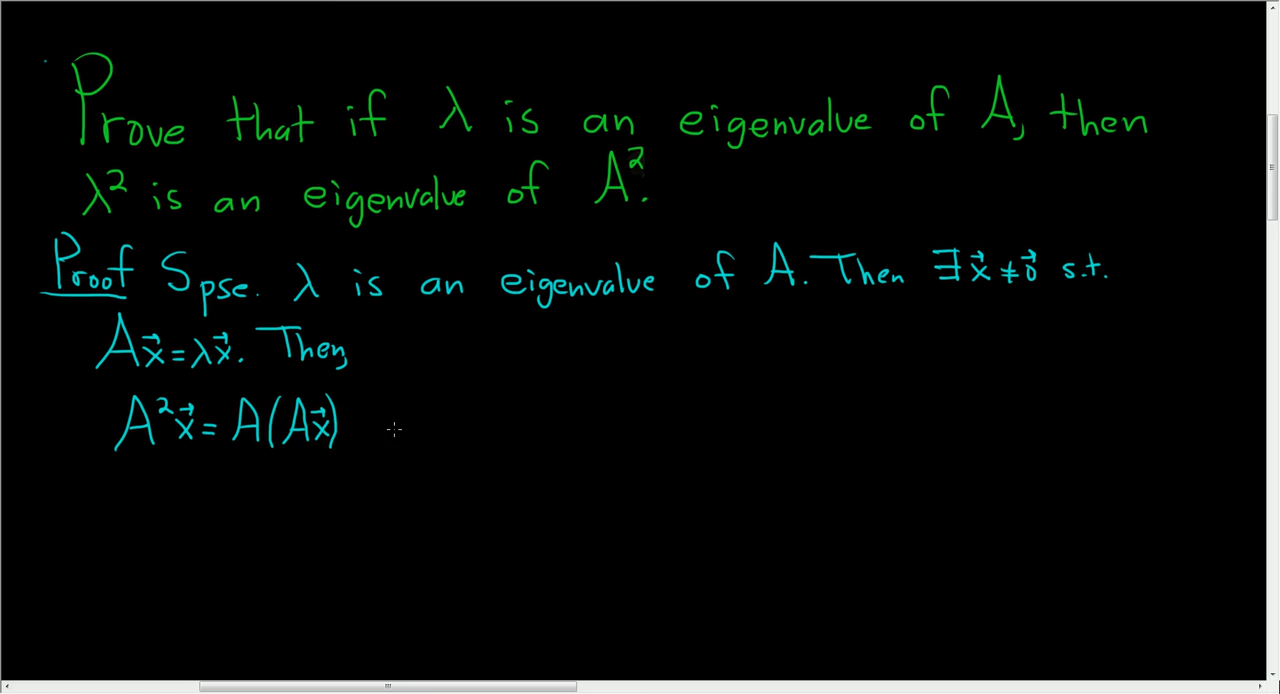 Prove that if λ is an eigenvalue of A, then
λ² is an eigenvalue of A².
Proof Spse. λ is an eigenvalue of A. Then ∃x⃗≠0⃗ s.t.
Ax⃗=λx⃗. Then,
A²x⃗=A(Ax⃗)